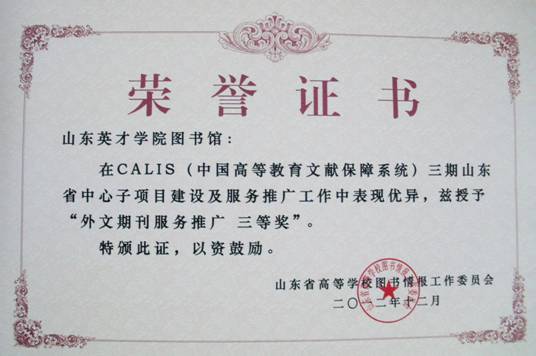 荣誉证书
山东英才学院图书馆：
在CALIS（中国高等教育文献保障系统）三期山东
省中心子项目建设及服务推广工作中表现优异，兹授予
“外文期刊服务推广 三等奖”。
特颁此证，以资鼓励。
山东省高等学校图书情报工作委员会
二〇一二年十二月